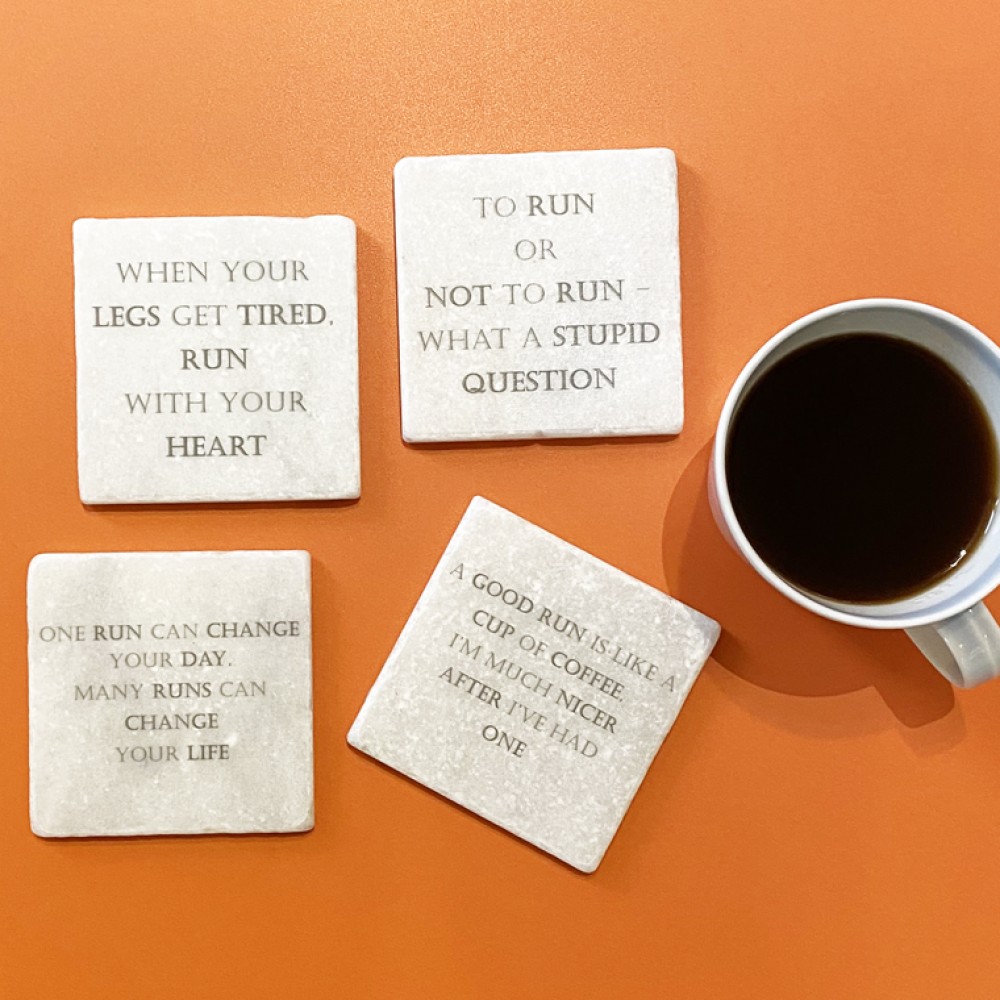 WHEN YOUR
LEGS GET TIRED,
RUN
WITH YOUR
HEART
TO RUN
OR
NOT TO RUN –
WHAT A STUPID
QUESTION
ONE RUN CAN CHANGE
YOUR DAY,
MANY RUNS CAN
CHANGE
YOUR LIFE
A GOOD RUN IS LIKE A
CUP OF COFFEE,
I'M MUCH NICER
AFTER I'VE HAD
ONE